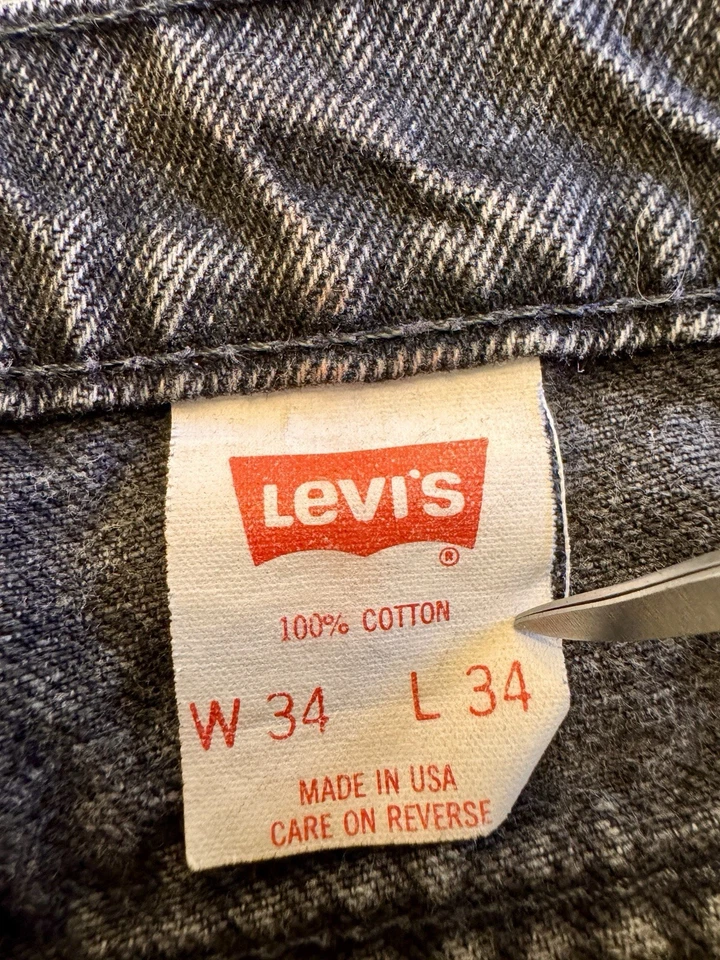 Levi's
®
100% COTTON
W 34 L 34
MADE IN USA
CARE ON REVERSE